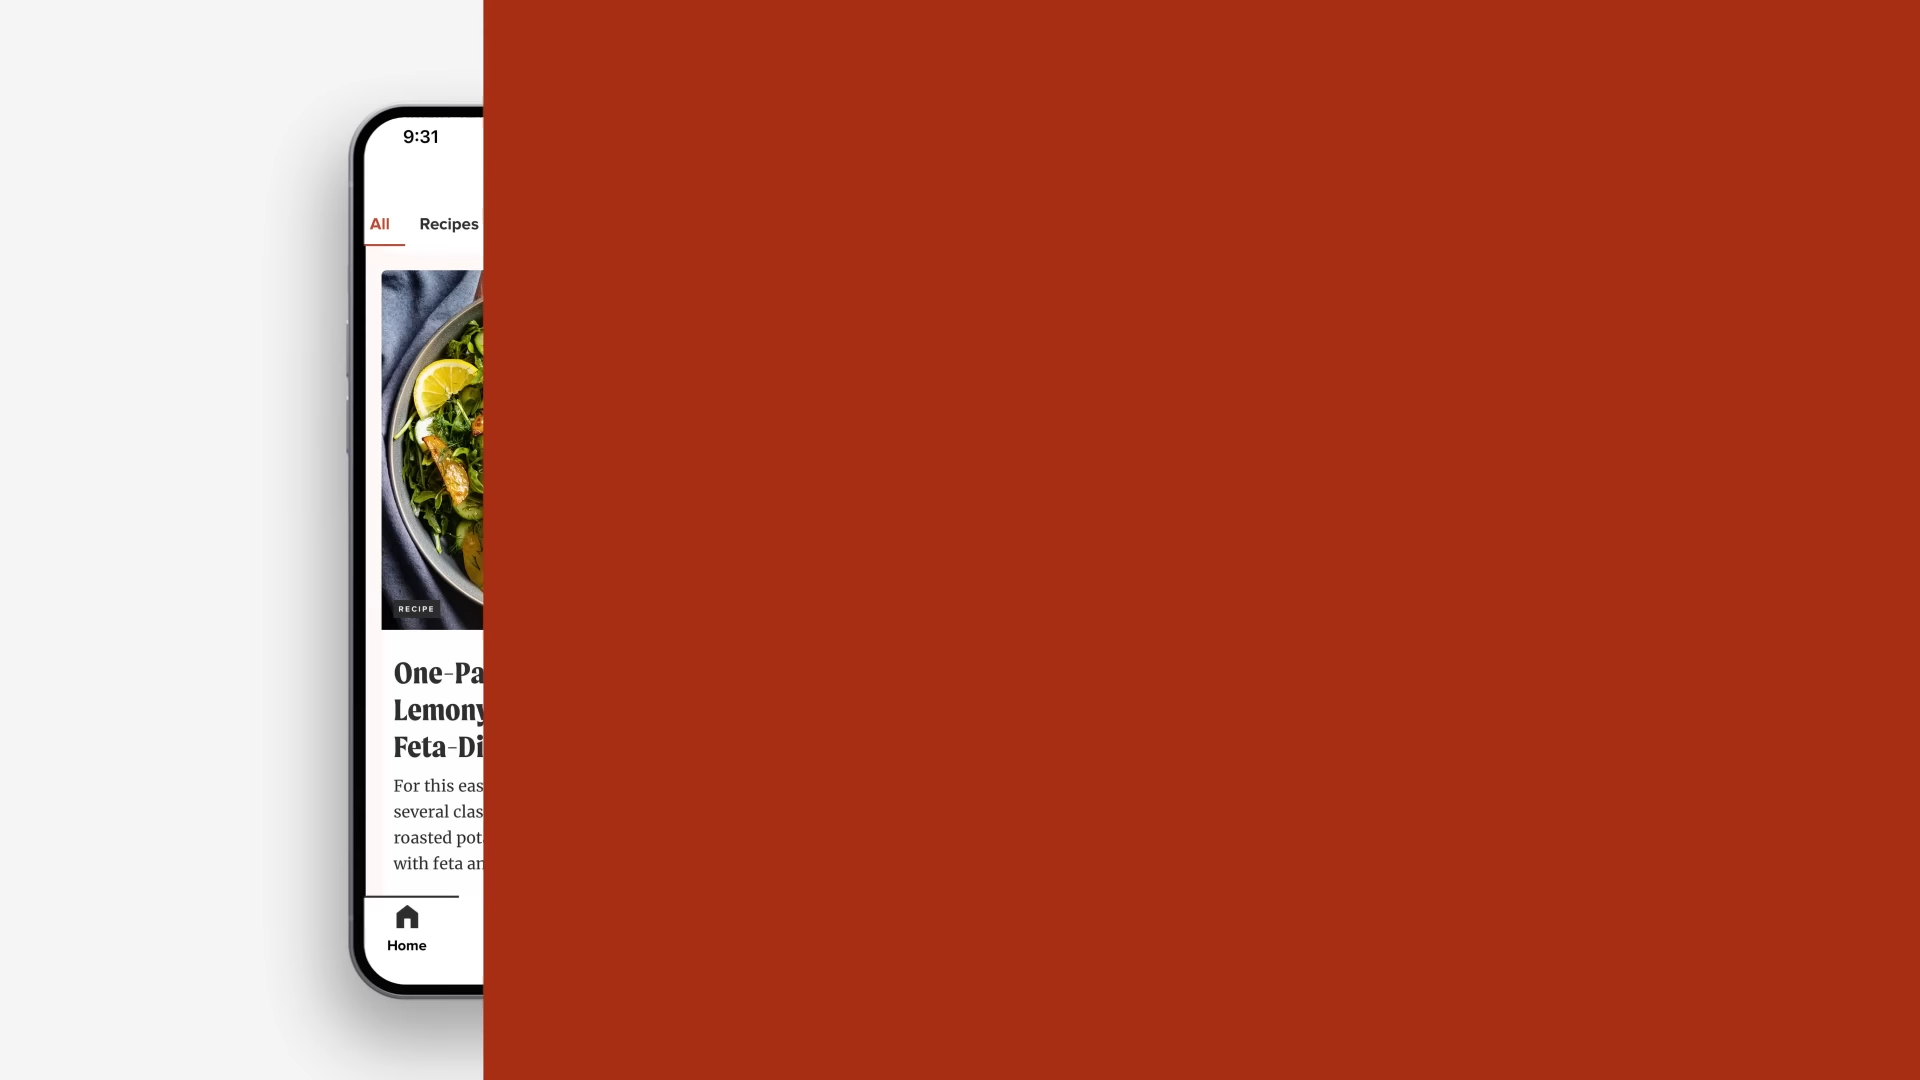 9:31
All Recipes
RECIPE
One-Pa
Lemony
Feta-Di
For this eas
several clas
roasted pot
with feta an
Home